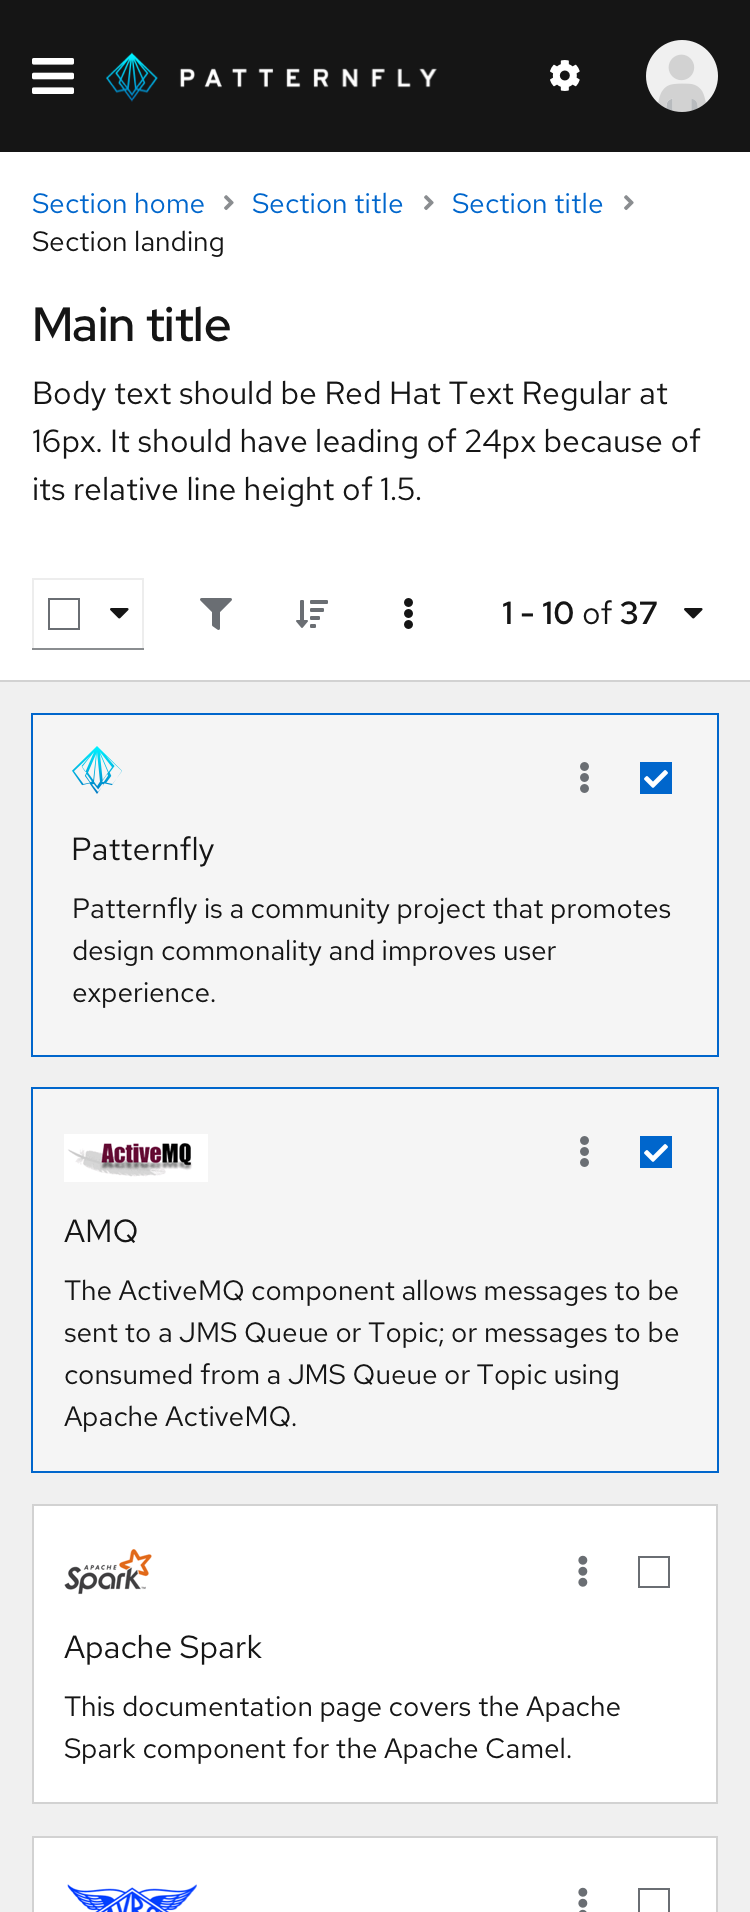 PATTERNFLY
Section home > Section title > Section title >
Section landing
Main title
Body text should be Red Hat Text Regular at
16px. It should have leading of 24px because of
its relative line height of 1.5.
1 - 10 of 37
Patternfly
Patternfly is a community project that promotes
design commonality and improves user
experience.
ActiveMQ
AMQ
The ActiveMQ component allows messages to be
sent to a JMS Queue or Topic; or messages to be
consumed from a JMS Queue or Topic using
Apache ActiveMQ.
APACHE
Spark
Apache Spark
This documentation page covers the Apache
Spark component for the Apache Camel.